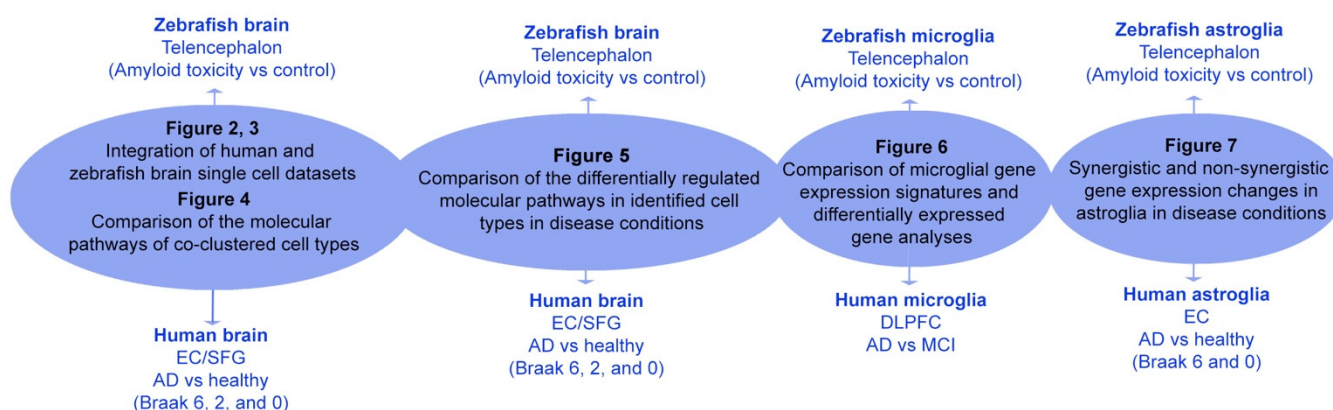 Zebrafish brain
Telencephalon
(Amyloid toxicity vs control)
Figure 2, 3
Integration of human and
zebrafish brain single cell datasets
Figure 4
Comparison of the molecular
pathways of co-clustered cell types
Human brain
EC/SFG
AD vs healthy
(Braak 6, 2, and 0)
Zebrafish brain
Telencephalon
(Amyloid toxicity vs control)
Figure 5
Comparison of the differentially regulated
molecular pathways in identified cell
types in disease conditions
Human brain
EC/SFG
AD vs healthy
(Braak 6, 2, and 0)
Zebrafish microglia
Telencephalon
(Amyloid toxicity vs control)
Figure 6
Comparison of microglial gene
expression signatures and
differentially expressed
gene analyses
Human microglia
DLPFC
AD vs MCI
Zebrafish astroglia
Telencephalon
(Amyloid toxicity vs control)
Figure 7
Synergistic and non-synergistic
gene expression changes in
astroglia in disease conditions
Human astroglia
EC
AD vs healthy
(Braak 6 and 0)